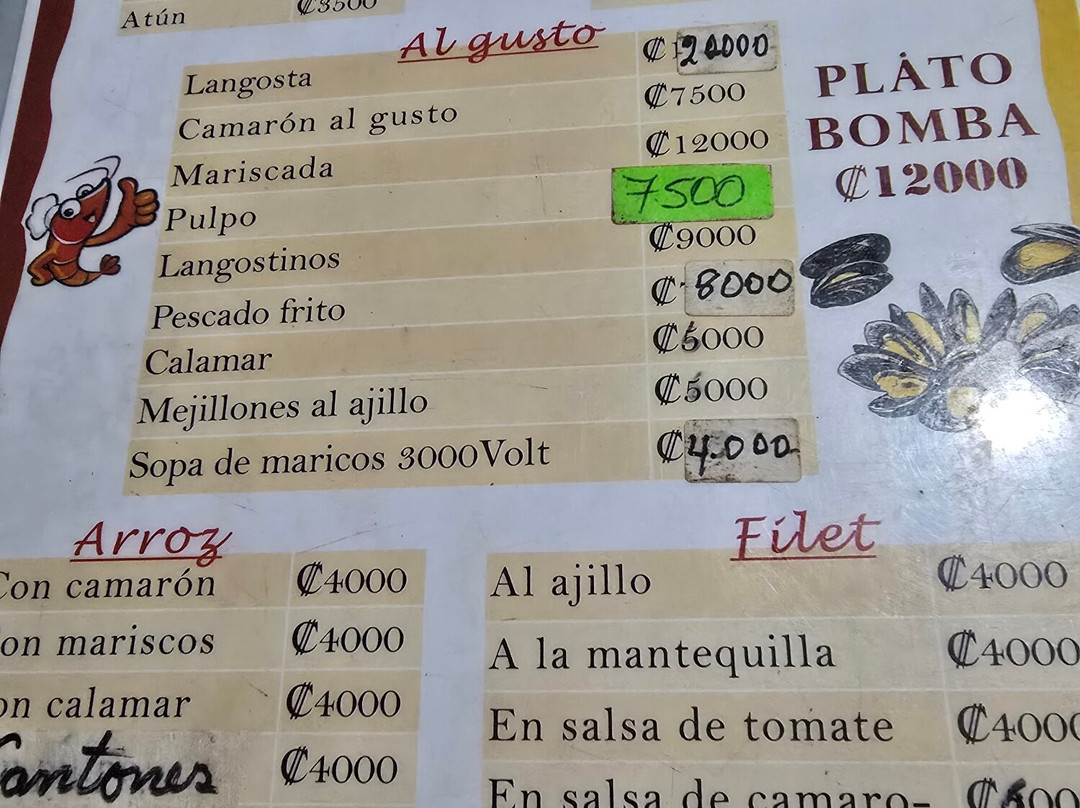 Atún ₡3500
Al gusto
Langosta ₡ 20000
Camarón al gusto ₡7500
Mariscada ₡12000
Pulpo 7500
Langostinos ₡9000
Pescado frito ₡ 8000
Calamar ₡5000
Mejillones al ajillo ₡5000
Sopa de maricos 3000Volt ₡4.000
PLATO
BOMBA
₡12000
Arroz
Con camarón ₡4000
on mariscos ₡4000
on calamar ₡4000
antones ₡4000
Filet
Al ajillo ₡4000
A la mantequilla ₡4000
En salsa de tomate ₡400
En salsa de camaro-